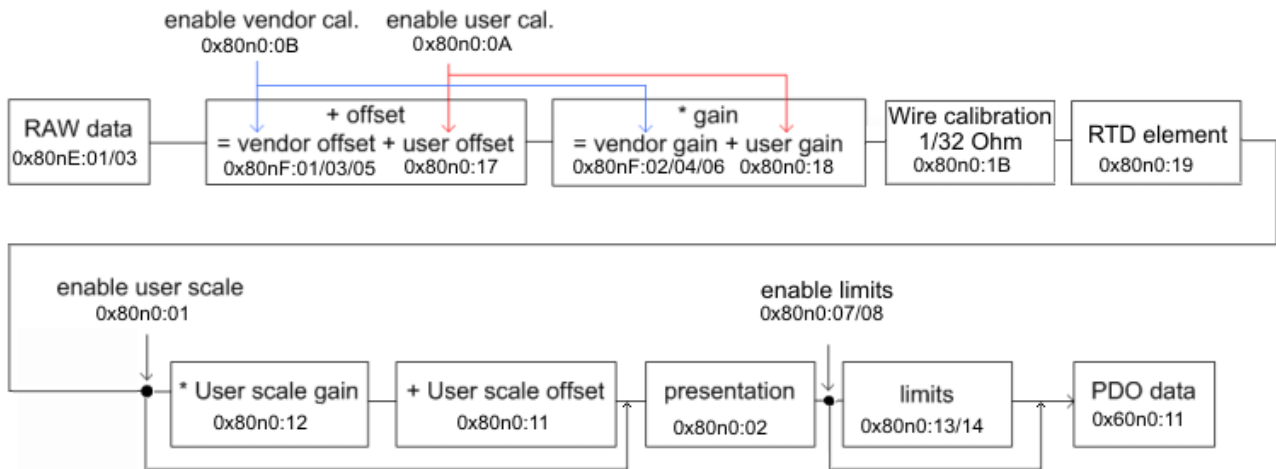 enable vendor cal.
0x80n0:0B
enable user cal.
0x80n0:0A
RAW data
0x80nE:01/03
+ offset
= vendor offset + user offset
0x80nF:01/03/05 0x80n0:17
* gain
= vendor gain + user gain
0x80nF:02/04/06 0x80n0:18
Wire calibration
1/32 Ohm
0x80n0:1B
RTD element
0x80n0:19
enable user scale
0x80n0:01
* User scale gain
0x80n0:12
+ User scale offset
0x80n0:11
presentation
0x80n0:02
enable limits
0x80n0:07/08
limits
0x80n0:13/14
PDO data
0x60n0:11